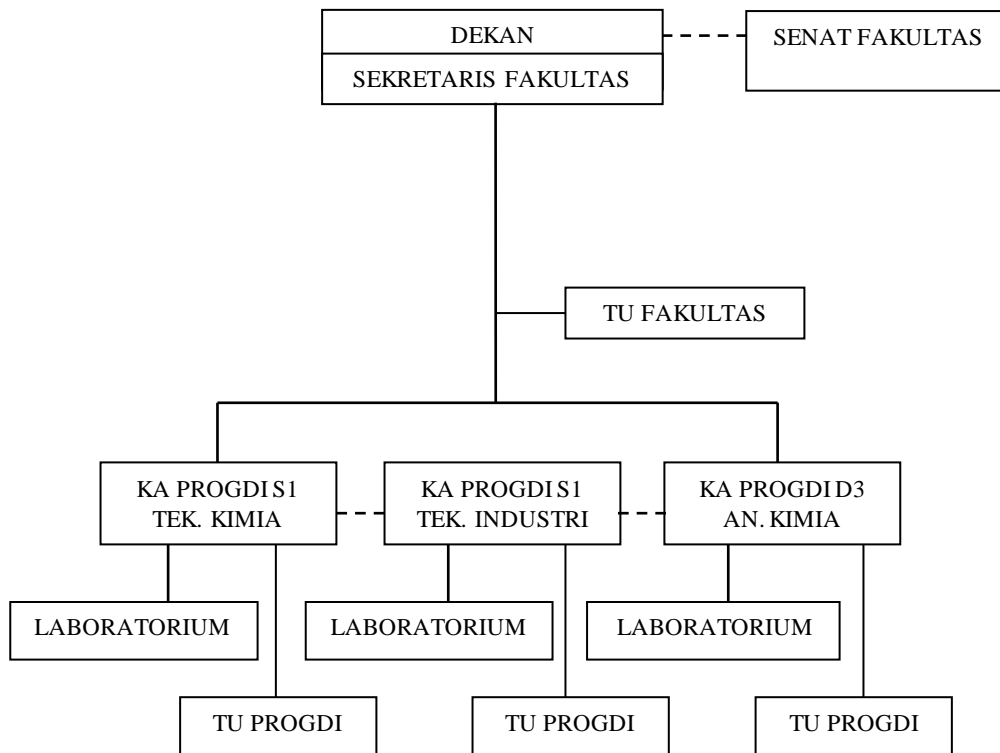 DEKAN
SENAT FAKULTAS
SEKRETARIS FAKULTAS
TU FAKULTAS
KA PROGDI S1
TEK. KIMIA
KA PROGDI S1
TEK. INDUSTRI
KA PROGDI D3
AN. KIMIA
LABORATORIUM
LABORATORIUM
LABORATORIUM
TU PROGDI
TU PROGDI
TU PROGDI